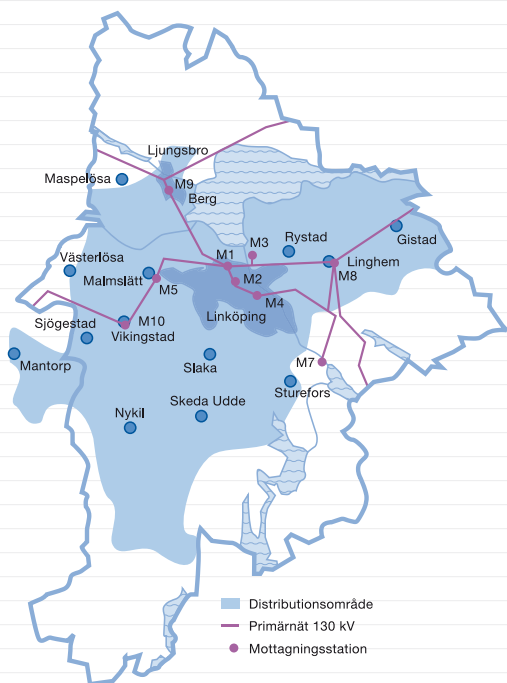 Ljungsbro
Maspelösa
M9
Berg
Gistad
Rystad
M3
M1
Västerlösa
Linghem
M8
Malmslätt
M5
M2
M4
Linköping
M10
Sjögestad
Vikingstad
Mantorp
Slaka
M7
Sturefors
Skeda Udde
Nykil
Distributionsområde
Primärnät 130 kV
Mottagningsstation